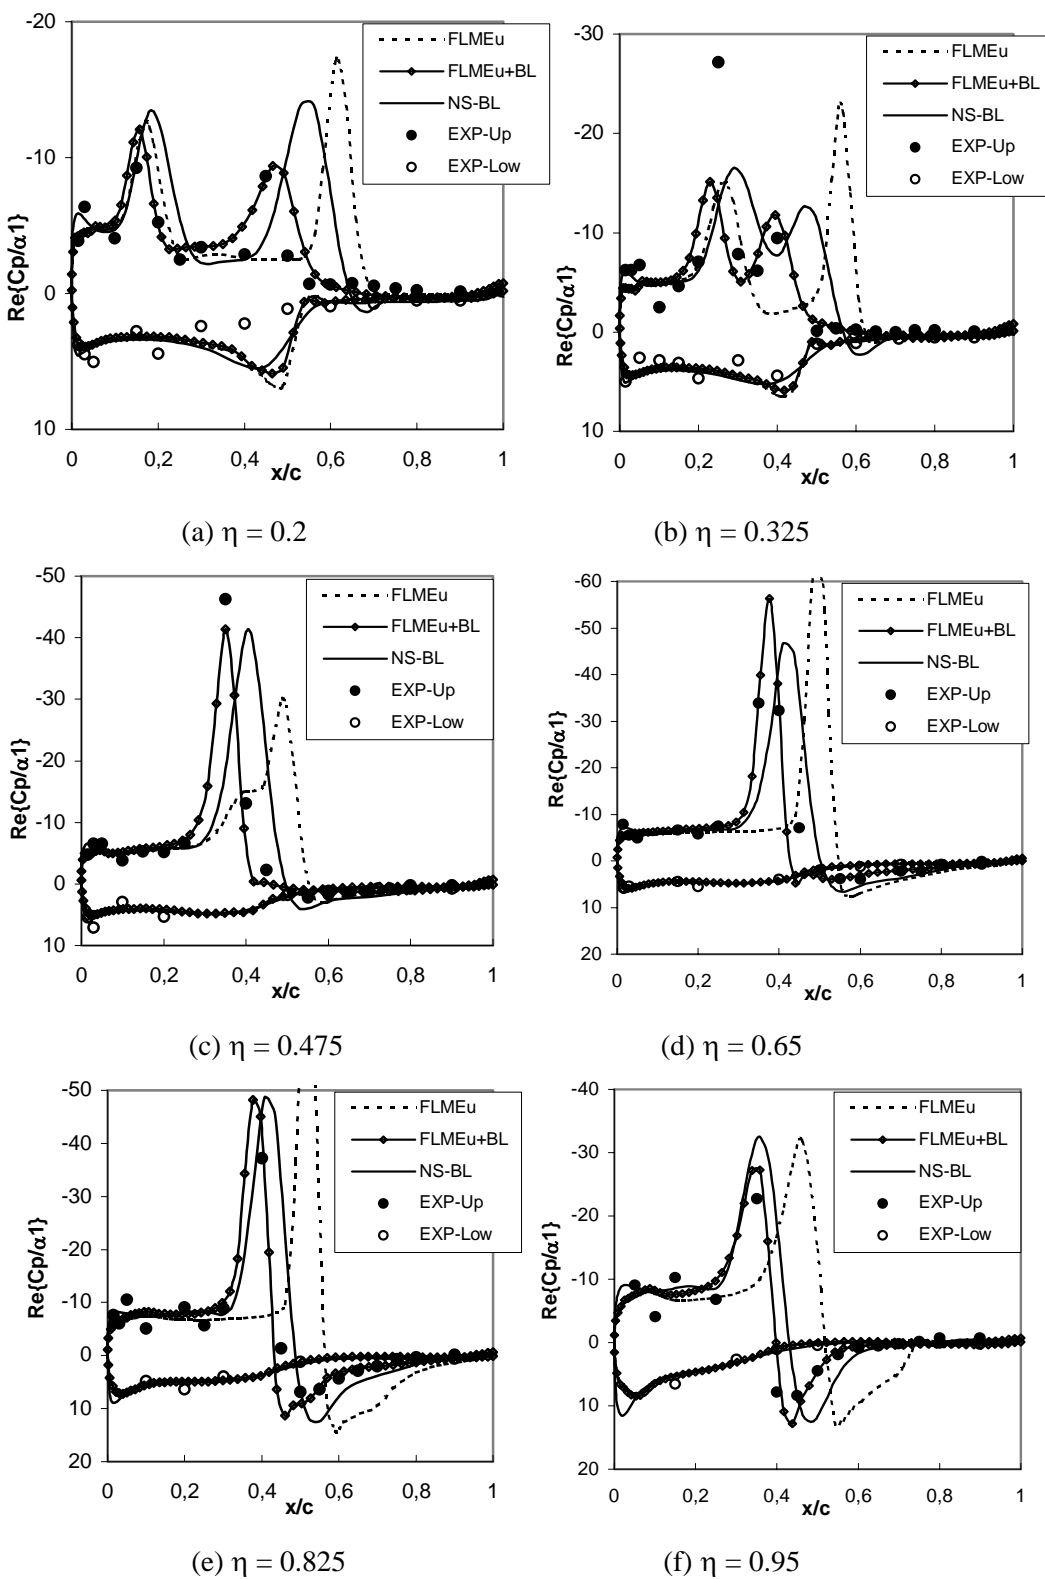 -20
-10
0
10
Re{Cp/α1}
0 0,2 0,4 0,6 0,8 1
x/c
FLMEu
FLMEu+BL
NS-BL
EXP-Up
EXP-Low
(a) η = 0.2
-30
-20
-10
0
10
Re{Cp/α1}
0 0,2 0,4 0,6 0,8 1
x/c
FLMEu
FLMEu+BL
NS-BL
EXP-Up
EXP-Low
(b) η = 0.325
-50
-40
-30
-20
-10
0
10
Re{Cp/α1}
0 0,2 0,4 0,6 0,8 1
x/c
FLMEu
FLMEu+BL
NS-BL
EXP-Up
EXP-Low
(c) η = 0.475
-60
-50
-40
-30
-20
-10
0
10
20
Re{Cp/α1}
0 0,2 0,4 0,6 0,8 1
x/c
FLMEu
FLMEu+BL
NS-BL
EXP-Up
EXP-Low
(d) η = 0.65
-50
-40
-30
-20
-10
0
10
20
Re{Cp/α1}
0 0,2 0,4 0,6 0,8 1
x/c
FLMEu
FLMEu+BL
NS-BL
EXP-Up
EXP-Low
(e) η = 0.825
-40
-30
-20
-10
0
10
20
Re{Cp/α1}
0 0,2 0,4 0,6 0,8 1
x/c
FLMEu
FLMEu+BL
NS-BL
EXP-Up
EXP-Low
(f) η = 0.95